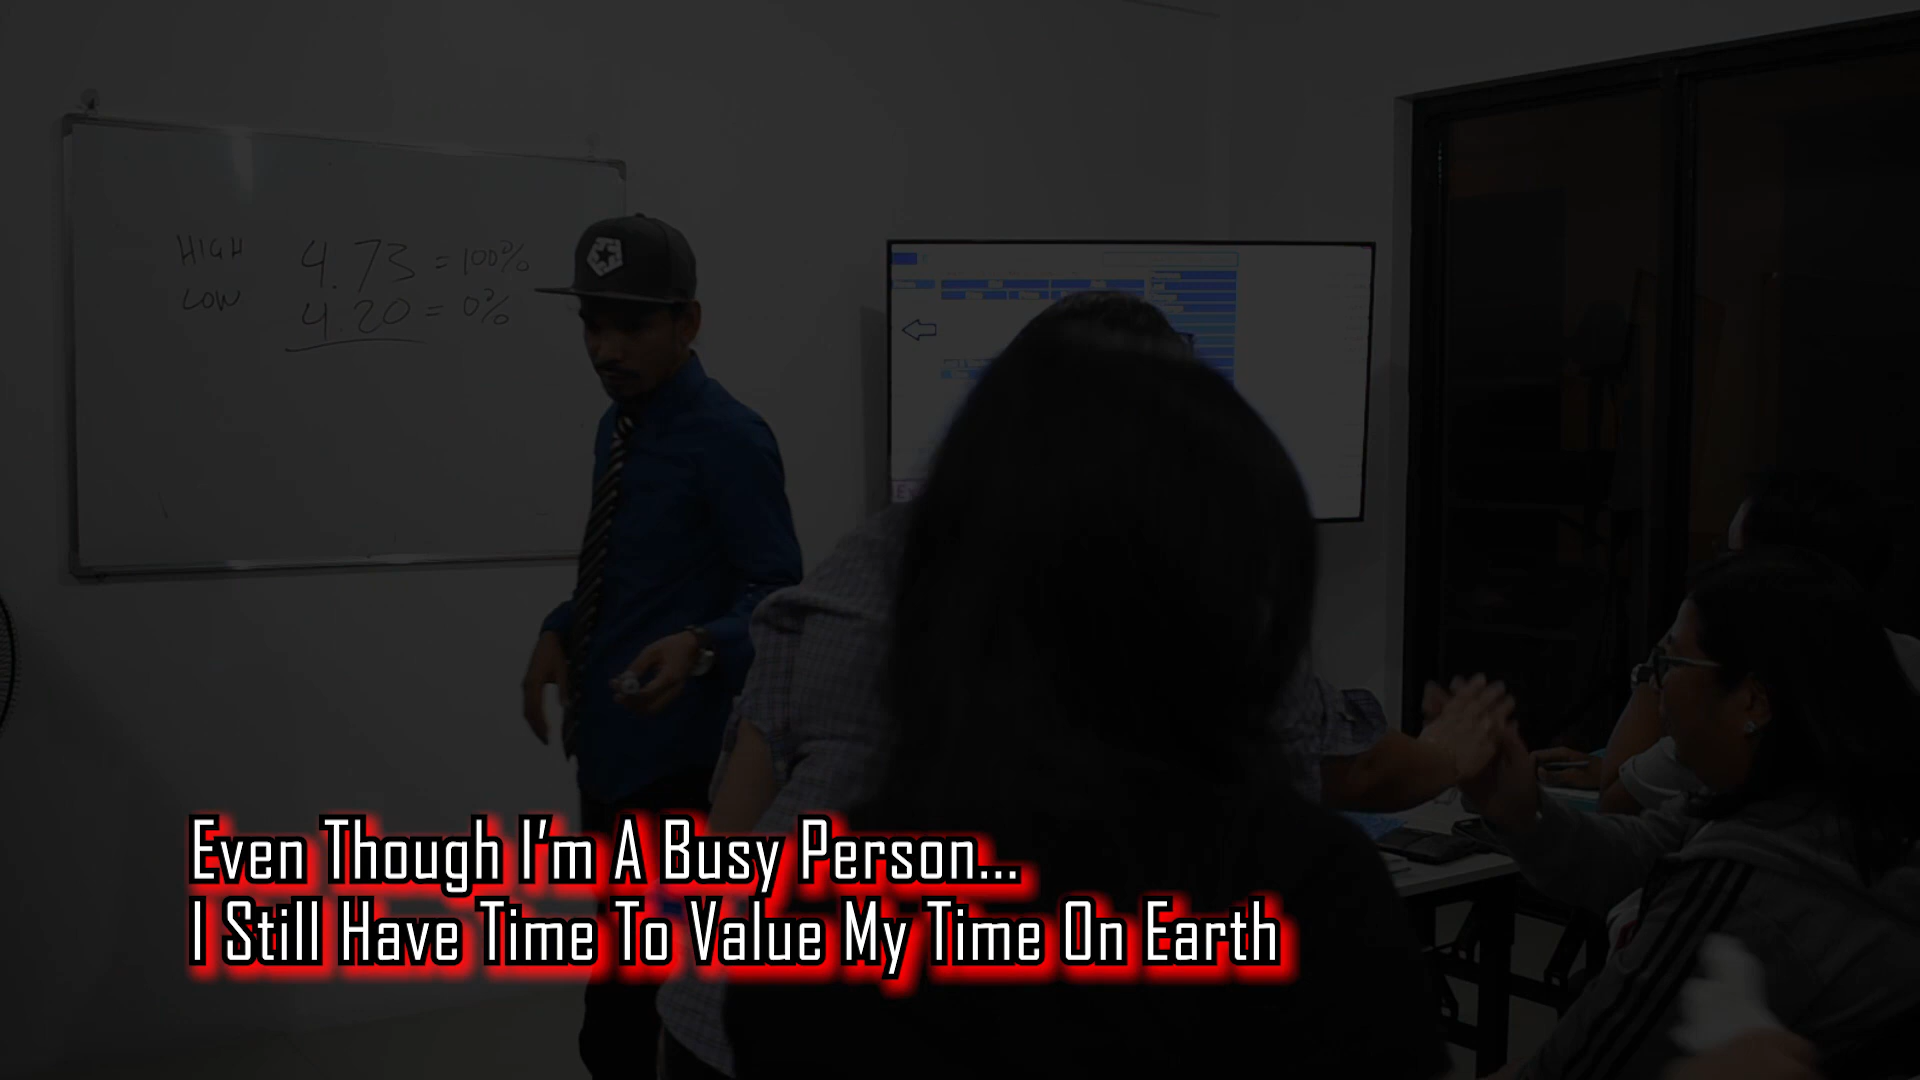 HIGH 4.73 = 100%
LOW 4.20 = 0%
Even Though I'm A Busy Person...
I Still Have Time To Value My Time On Earth